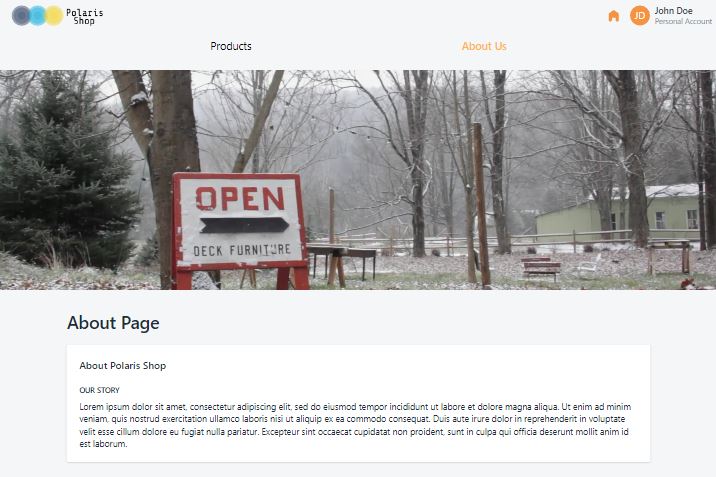 Polaris
Shop
JD
John Doe
Personal Account
Products
About Us
OPEN
DECK FURNITURE
About Page
About Polaris Shop
OUR STORY
Lorem ipsum dolor sit amet, consectetur adipiscing elit, sed do eiusmod tempor incididunt ut labore et dolore magna aliqua. Ut enim ad minim
veniam, quis nostrud exercitation ullamco laboris nisi ut aliquip ex ea commodo consequat. Duis aute irure dolor in reprehenderit in voluptate
velit esse cillum dolore eu fugiat nulla pariatur. Excepteur sint occaecat cupidatat non proident, sunt in culpa qui officia deserunt mollit anim id
est laborum.